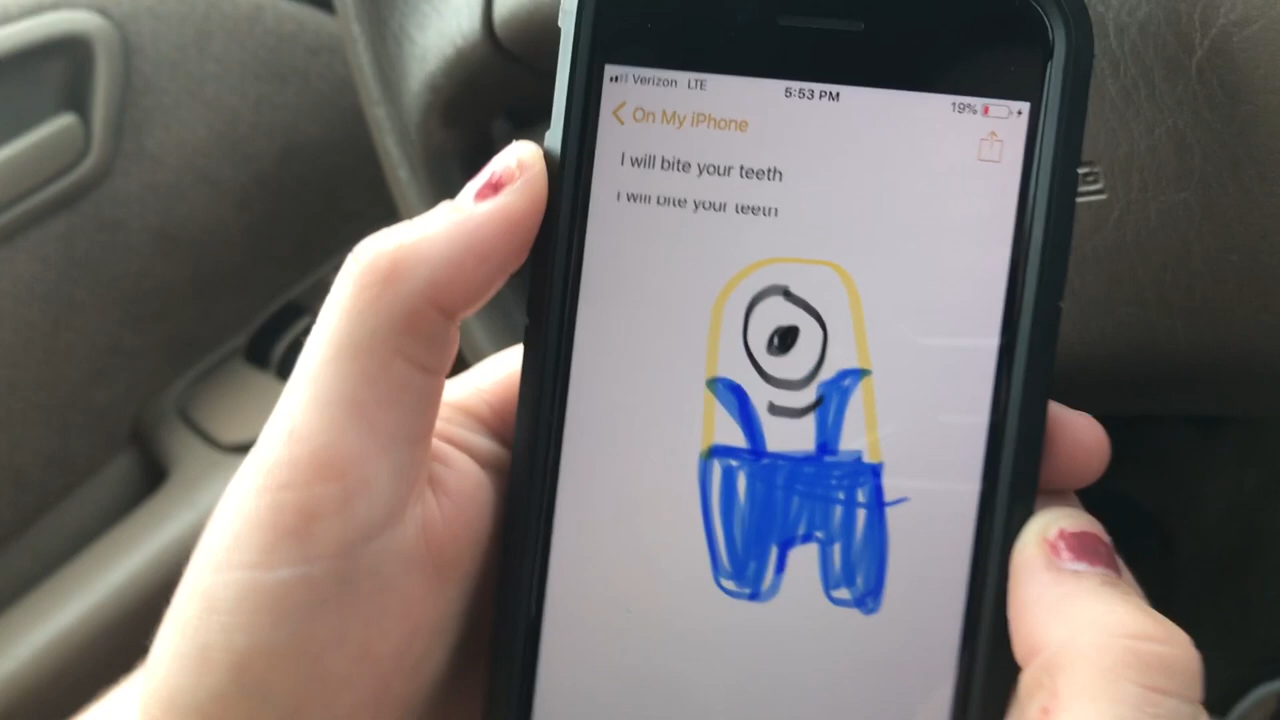 Verizon LTE
5:53 PM
19%
On My iPhone
I will bite your teeth
I will bite your teeth